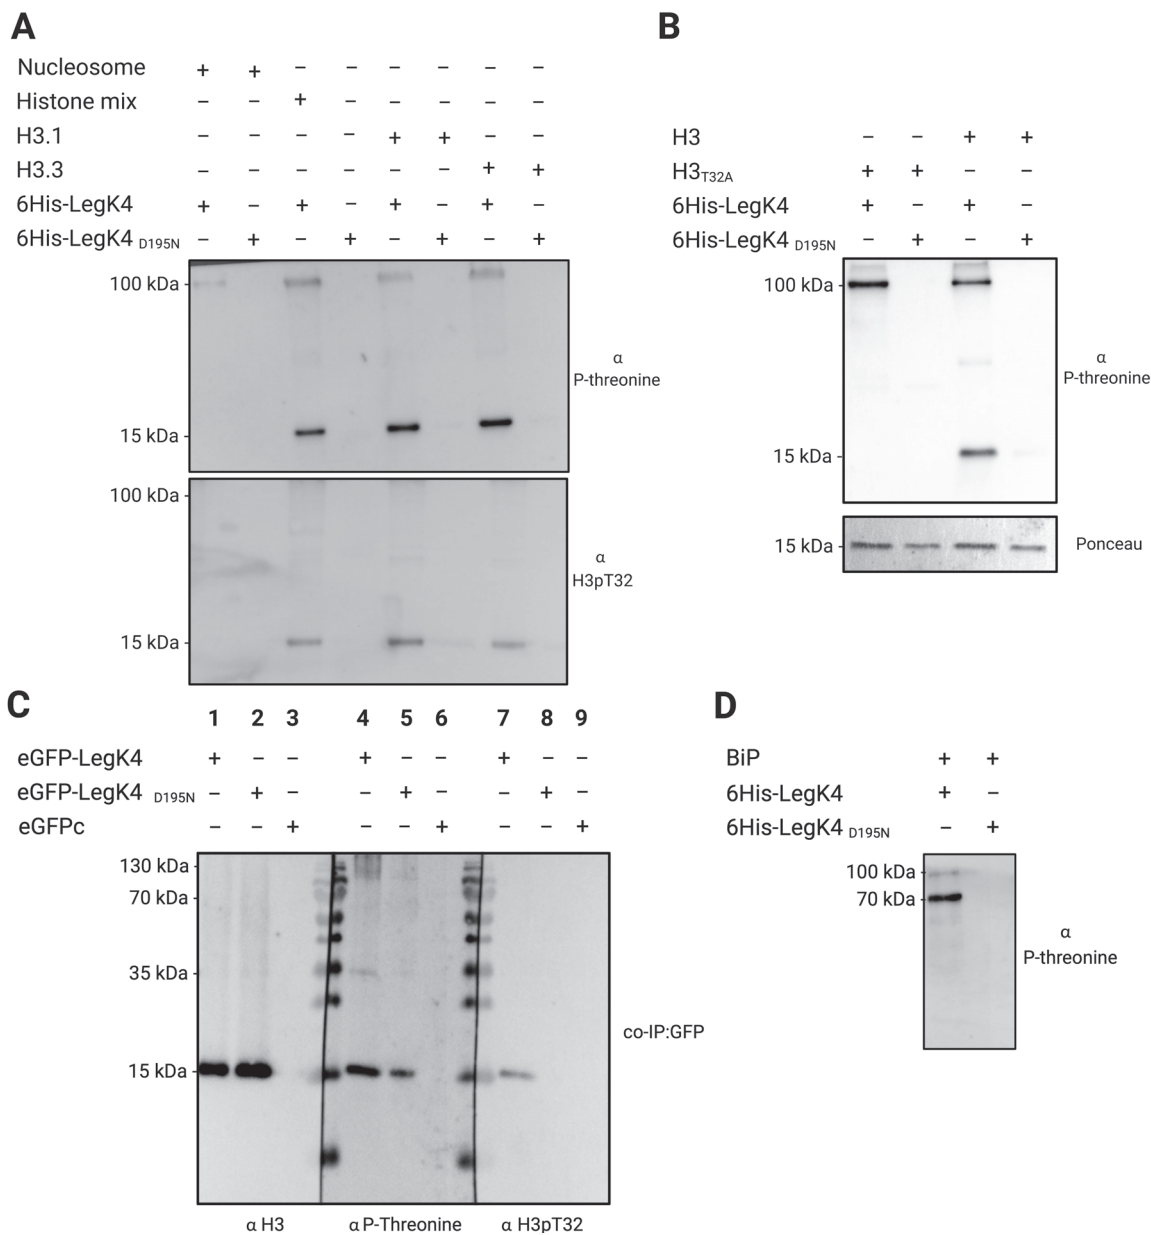 A
Nucleosome + + – – – – – –
Histone mix – – + – – – – –
H3.1 – – – – + + – –
H3.3 – – – – – – + +
6His-LegK4 + – + – + – + –
6His-LegK4 D195N – + – + – + – +
100 kDa
15 kDa
α
P-threonine
100 kDa
15 kDa
α
H3pT32
B
H3 – – + +
H3T32A + + – –
6His-LegK4 + – + –
6His-LegK4 D195N – + – +
100 kDa
15 kDa
α
P-threonine
15 kDa
Ponceau
C
1 2 3 4 5 6 7 8 9
eGFP-LegK4 + – – + – – + – –
eGFP-LegK4 D195N – + – – + – – + –
eGFPc – – + – – + – – +
130 kDa
70 kDa
35 kDa
15 kDa
co-IP:GFP
α H3 α P-Threonine α H3pT32
D
BiP + +
6His-LegK4 + –
6His-LegK4 D195N – +
100 kDa
70 kDa
α
P-threonine